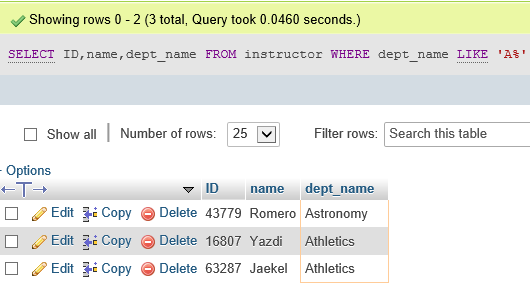 Showing rows 0 - 2 (3 total, Query took 0.0460 seconds.)
SELECT ID,name,dept_name FROM instructor WHERE dept_name LIKE 'A%'
Show all | Number of rows: 25 Filter rows: Search this table
+ Options
←T→ ID name dept_name
Edit Copy Delete 43779 Romero Astronomy
Edit Copy Delete 16807 Yazdi Athletics
Edit Copy Delete 63287 Jaekel Athletics